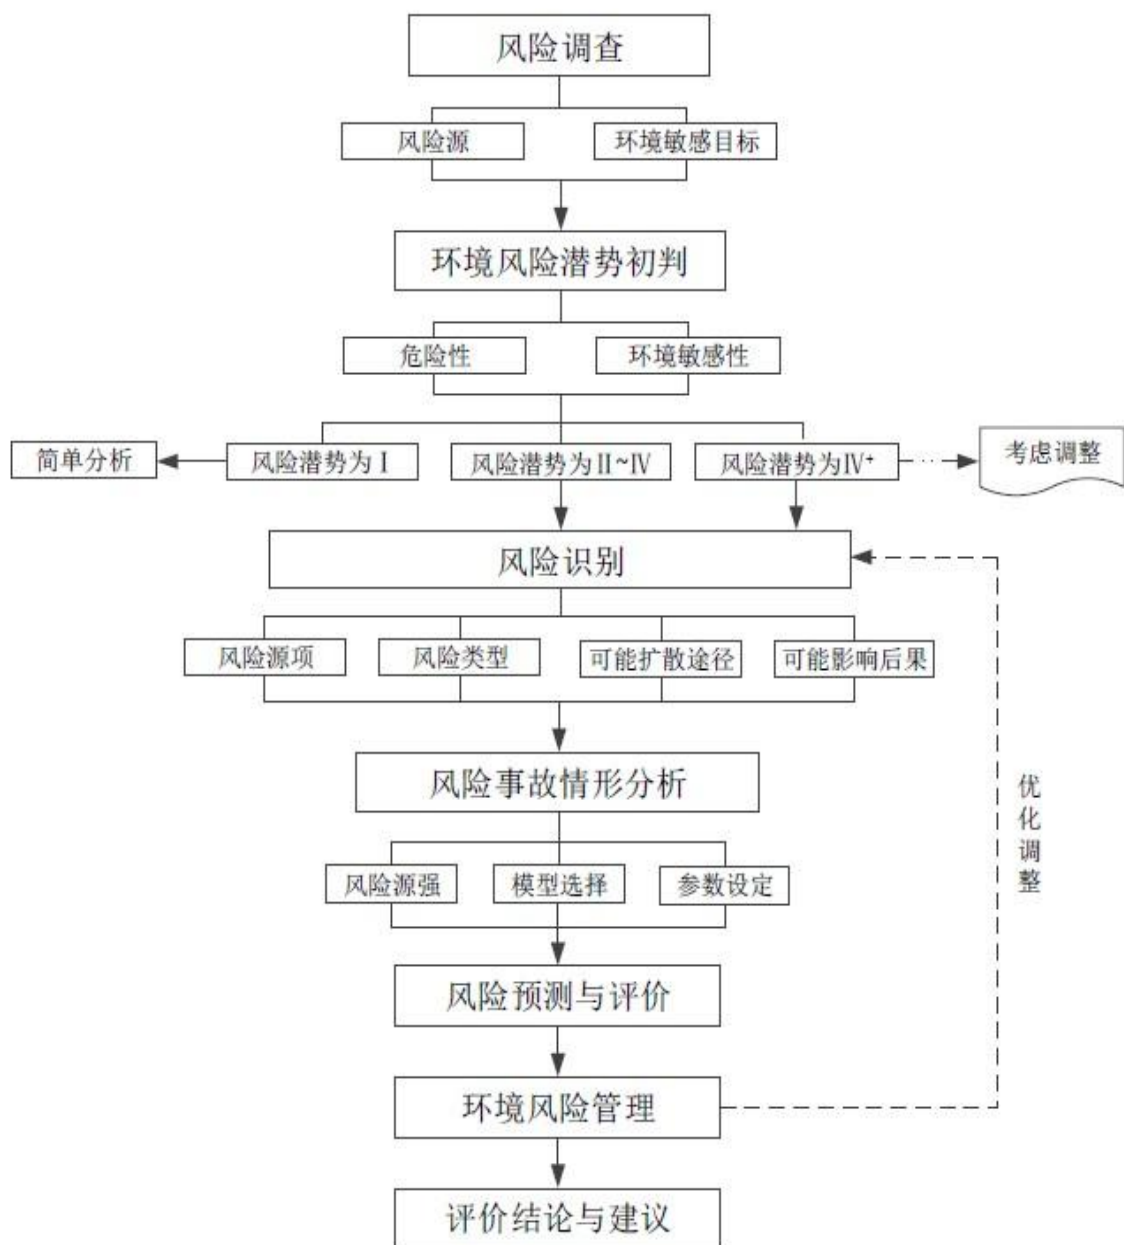 风险调查
风险源
环境敏感目标
环境风险潜势初判
危险性
环境敏感性
简单分析
风险潜势为Ⅰ
风险潜势为Ⅱ~Ⅳ
风险潜势为Ⅳ⁺
考虑调整
风险识别
风险源项
风险类型
可能扩散途径
可能影响后果
风险事故情形分析
风险源强
模型选择
参数设定
优化调整
风险预测与评价
环境风险管理
评价结论与建议